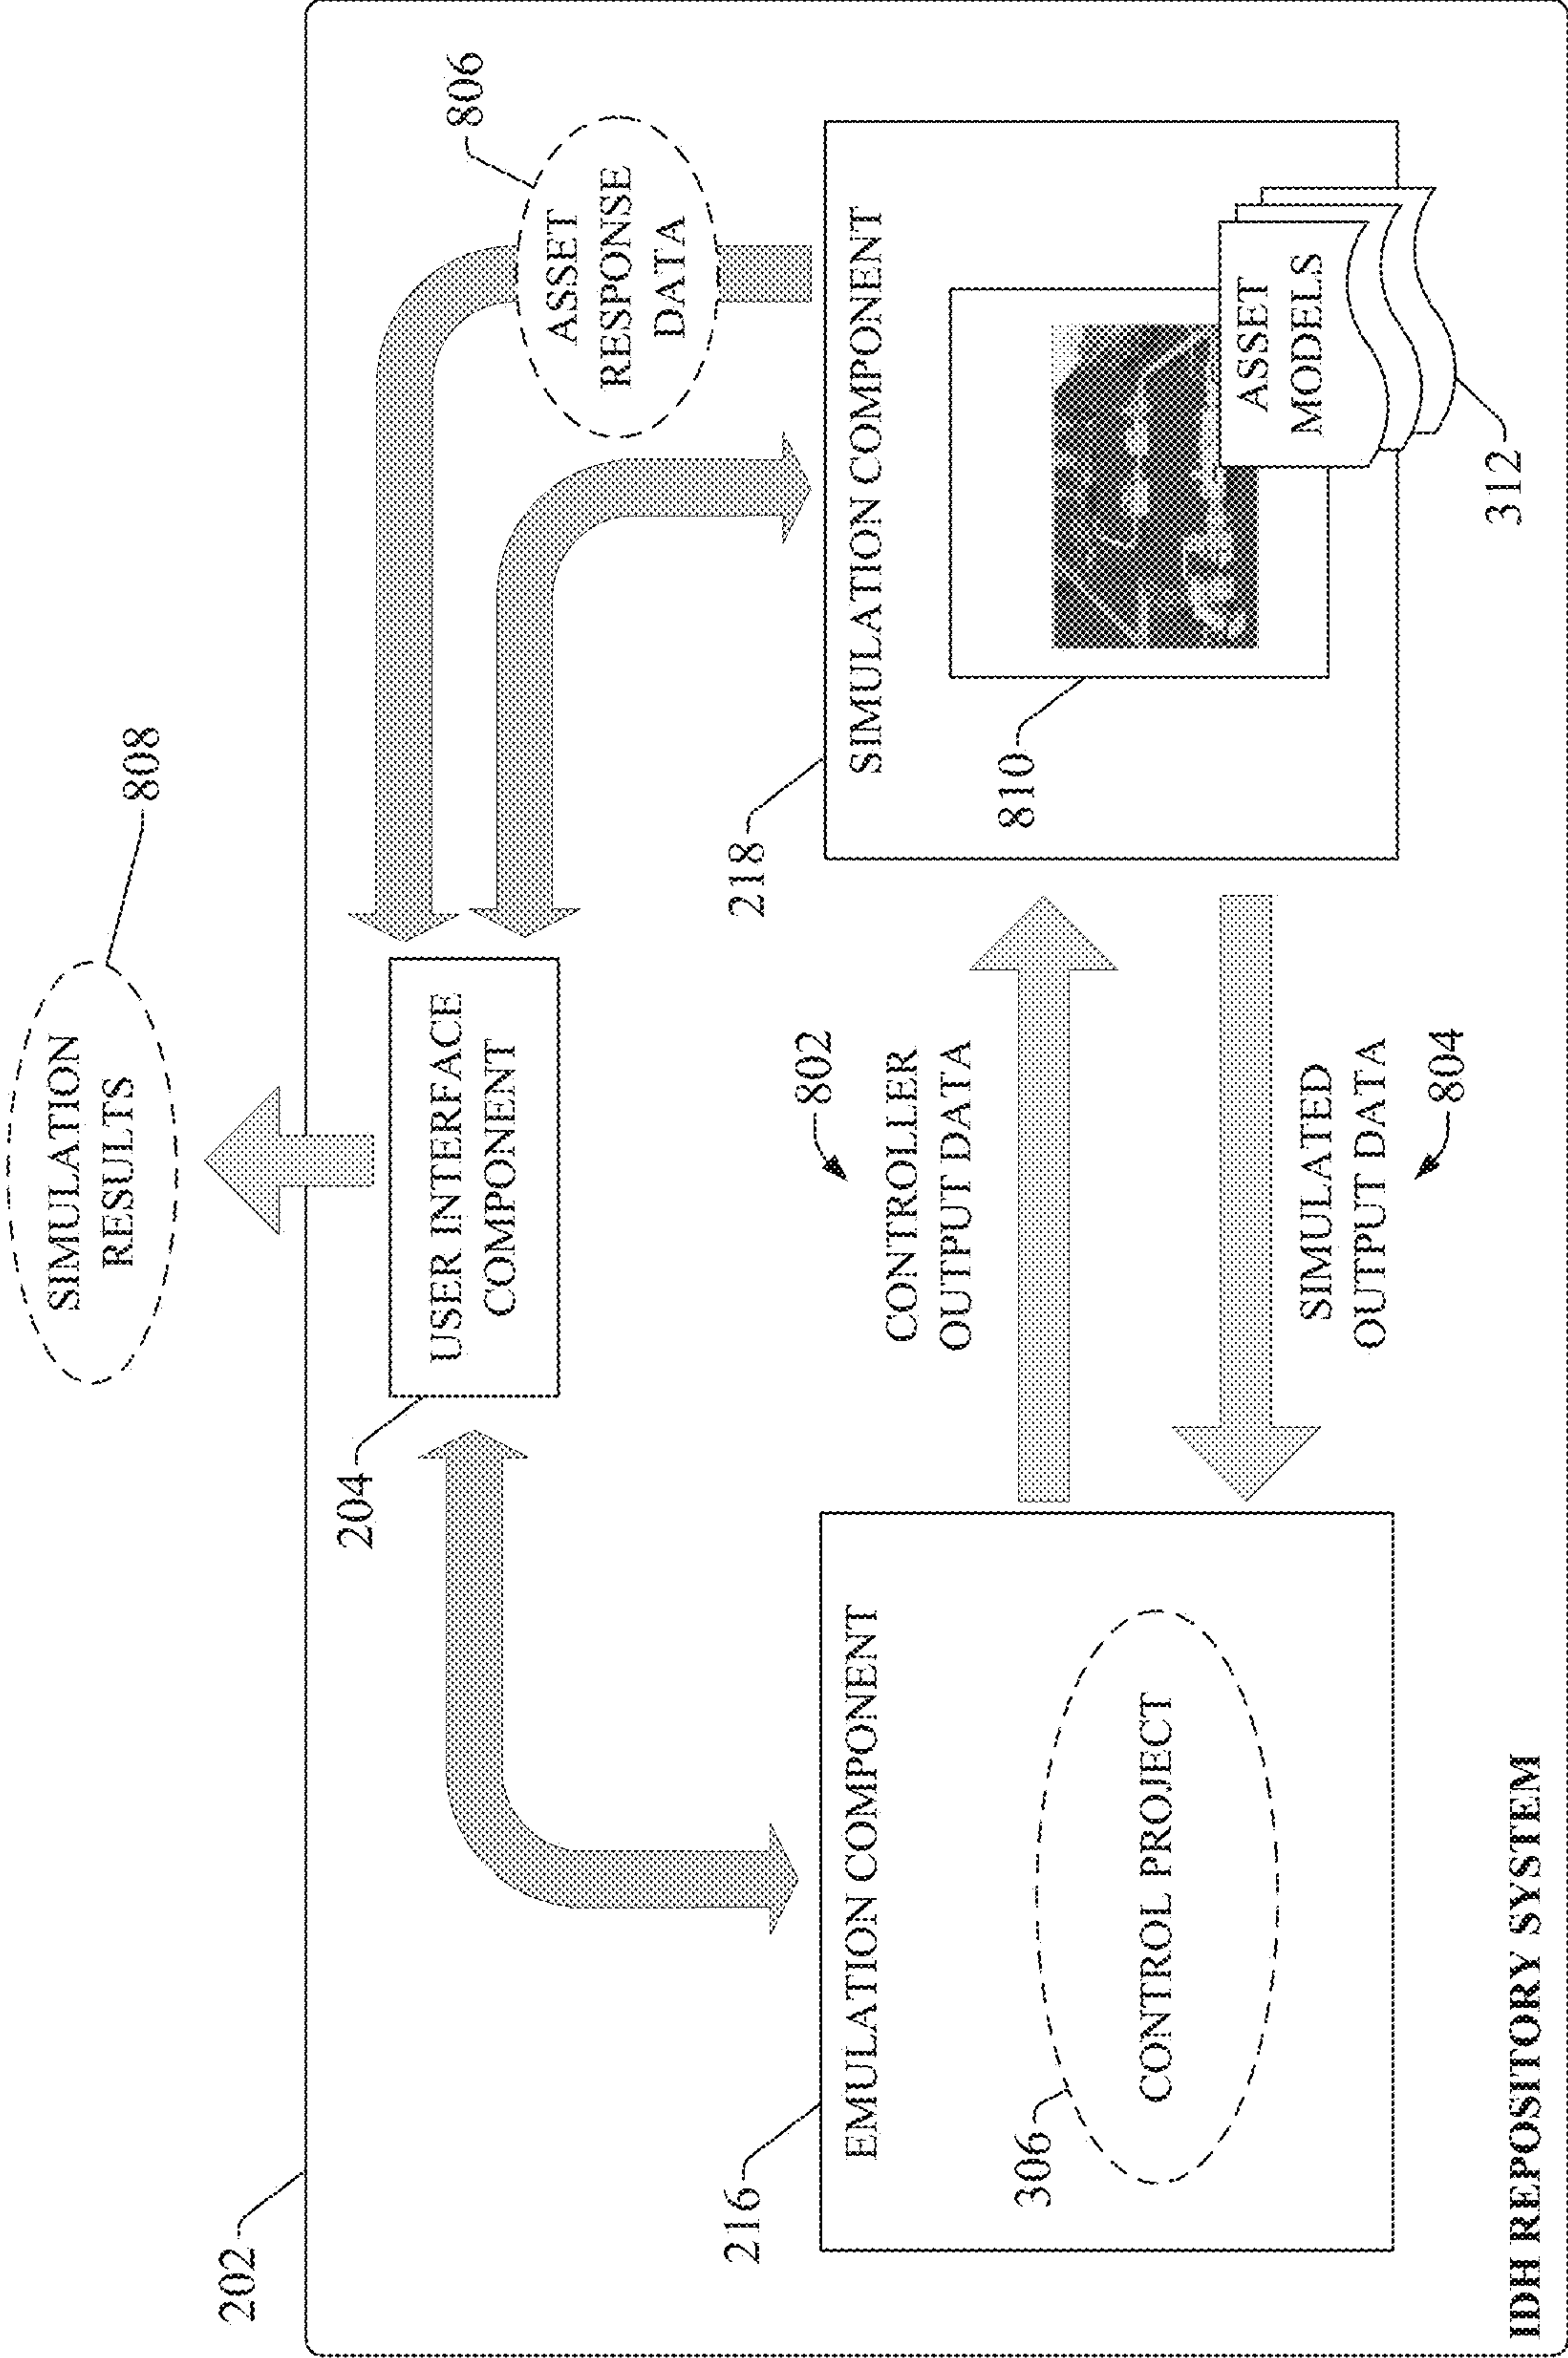 SIMULATION
RESULTS
808
202
204
USER INTERFACE
COMPONENT
806
ASSET
RESPONSE
DATA
216
EMULATION COMPONENT
306
CONTROL PROJECT
802
CONTROLLER
OUTPUT DATA
SIMULATED
OUTPUT DATA
804
218
SIMULATION COMPONENT
810
ASSET
MODELS
312
IDH REPOSITORY SYSTEM